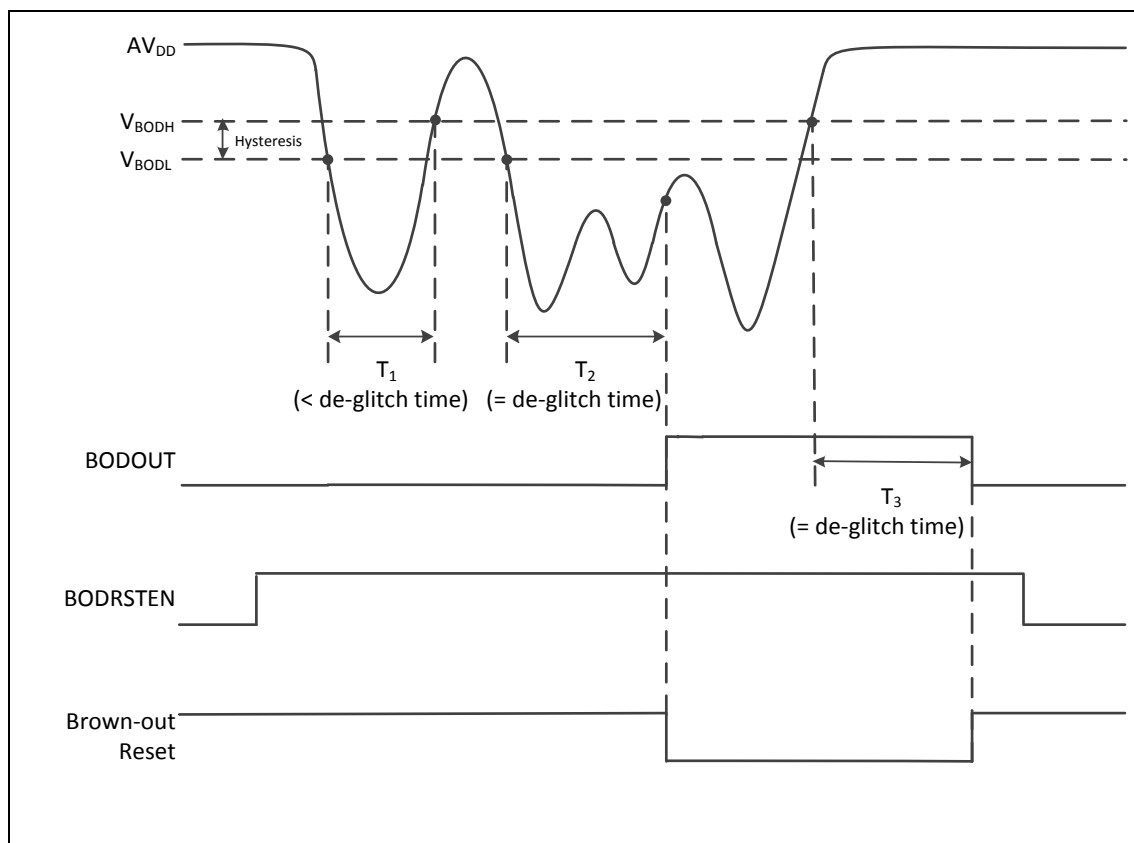 AVDD
VBODH
Hysteresis
VBODL
T1
(< de-glitch time)
T2
(= de-glitch time)
BODOUT
T3
(= de-glitch time)
BODRSTEN
Brown-out
Reset